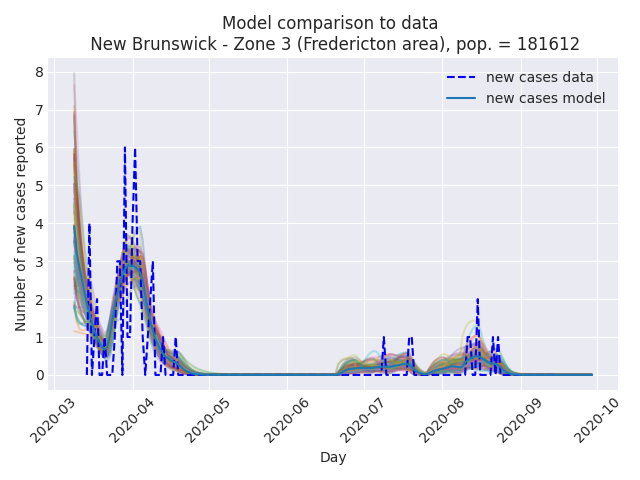 Model comparison to data
New Brunswick - Zone 3 (Fredericton area), pop. = 181612
new cases data
new cases model
Number of new cases reported
8
7
6
5
4
3
2
1
0
2020-03
2020-04
2020-05
2020-06
2020-07
2020-08
2020-09
2020-10
Day